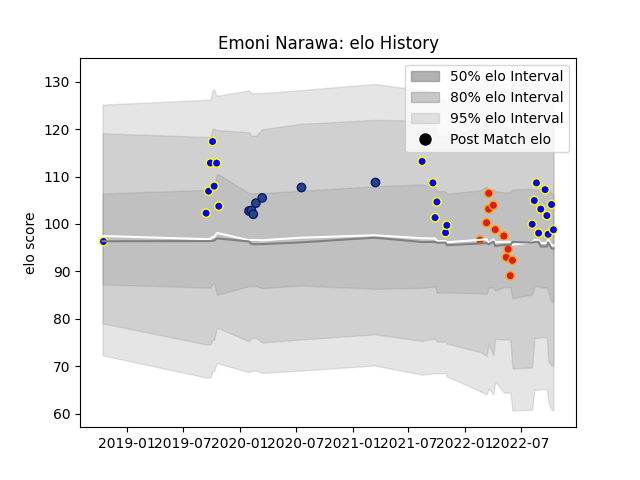 Emoni Narawa: elo History
50% elo Interval
80% elo Interval
95% elo Interval
Post Match elo
elo score
130
120
110
100
90
80
70
60
2019-01
2019-07
2020-01
2020-07
2021-01
2021-07
2022-01
2022-07